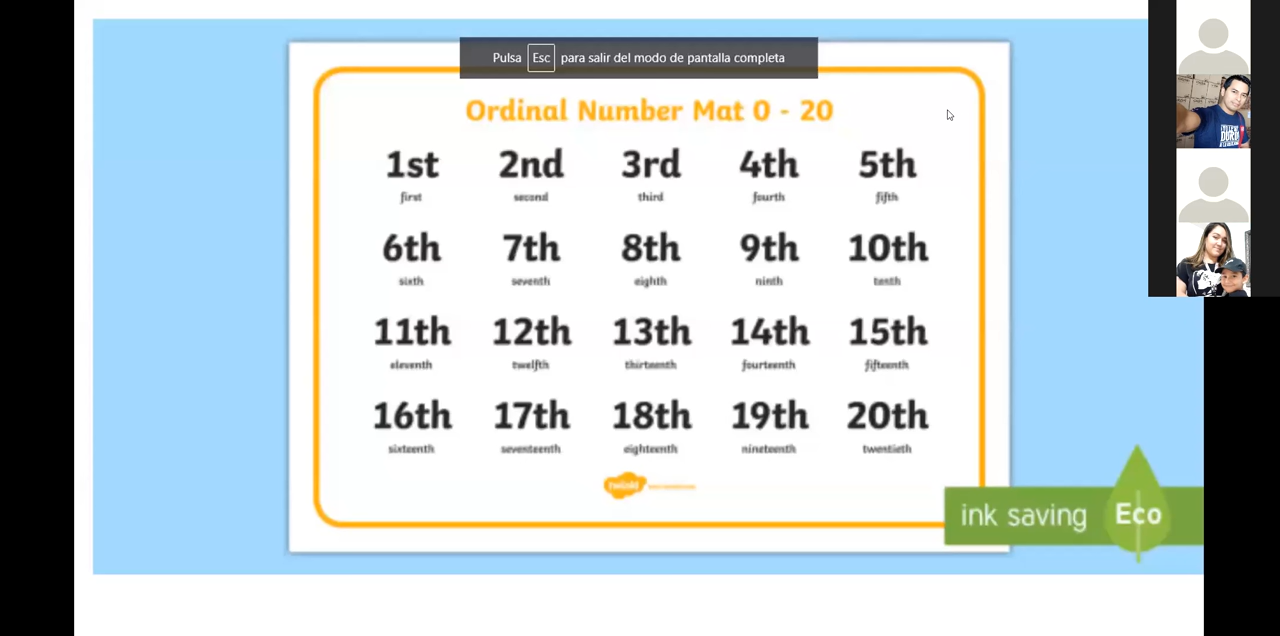 Pulsa Esc para salir del modo de pantalla completa
Ordinal Number Mat 0 - 20
1st 2nd 3rd 4th 5th
first second third fourth fifth
6th 7th 8th 9th 10th
sixth seventh eighth ninth tenth
11th 12th 13th 14th 15th
eleventh twelfth thirteenth fourteenth fifteenth
16th 17th 18th 19th 20th
sixteenth seventeenth eighteenth nineteenth twentieth
twinkl
ink saving Eco